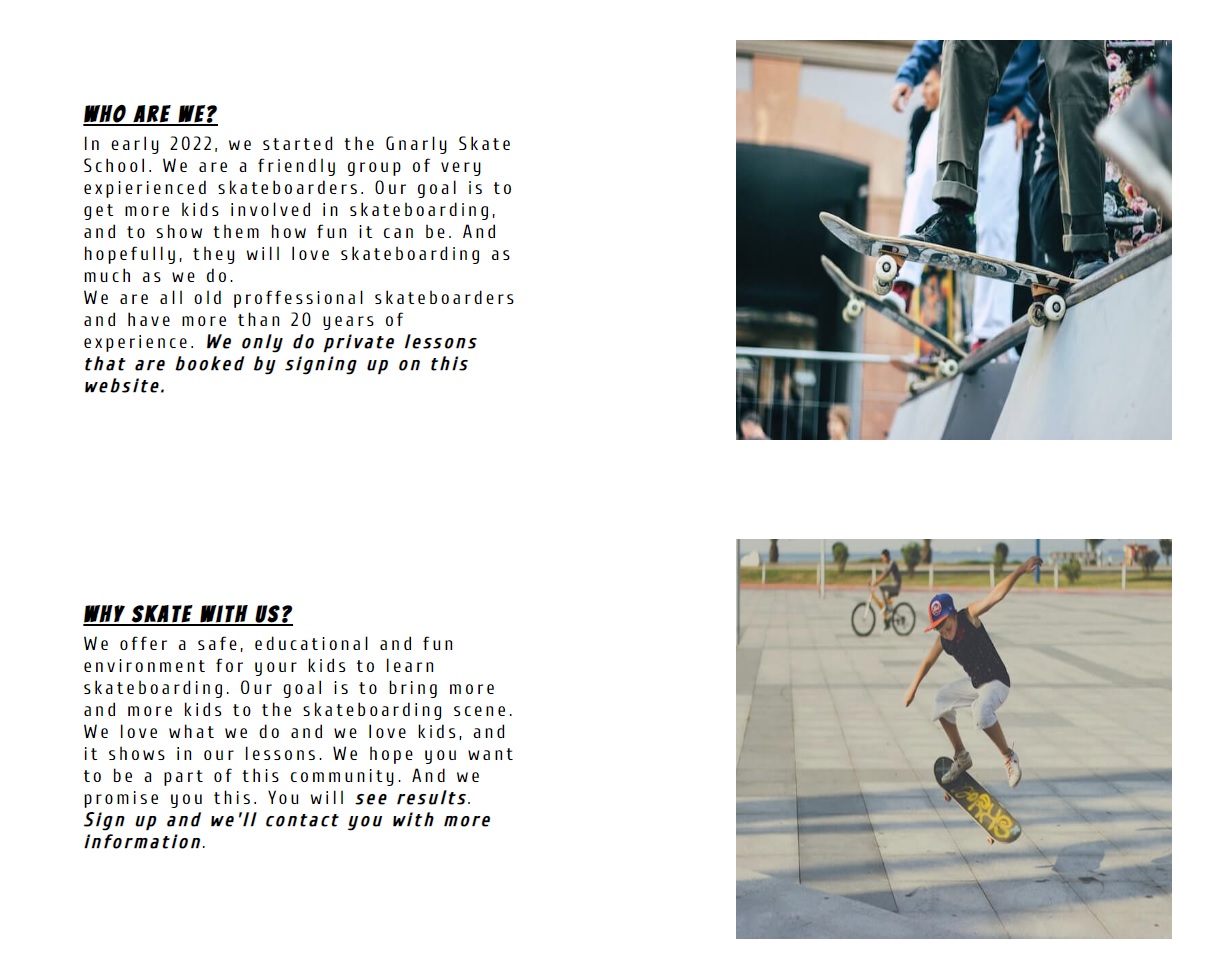 WHO ARE WE?
In early 2022, we started the Gnarly Skate
School. We are a friendly group of very
expierienced skateboarders. Our goal is to
get more kids involved in skateboarding,
and to show them how fun it can be. And
hopefully, they will love skateboarding as
much as we do.
We are all old proffessional skateboarders
and have more than 20 years of
experience. We only do private lessons
that are booked by signing up on this
website.
WHY SKATE WITH US?
We offer a safe, educational and fun
environment for your kids to learn
skateboarding. Our goal is to bring more
and more kids to the skateboarding scene.
We love what we do and we love kids, and
it shows in our lessons. We hope you want
to be a part of this community. And we
promise you this. You will see results.
Sign up and we'll contact you with more
information.